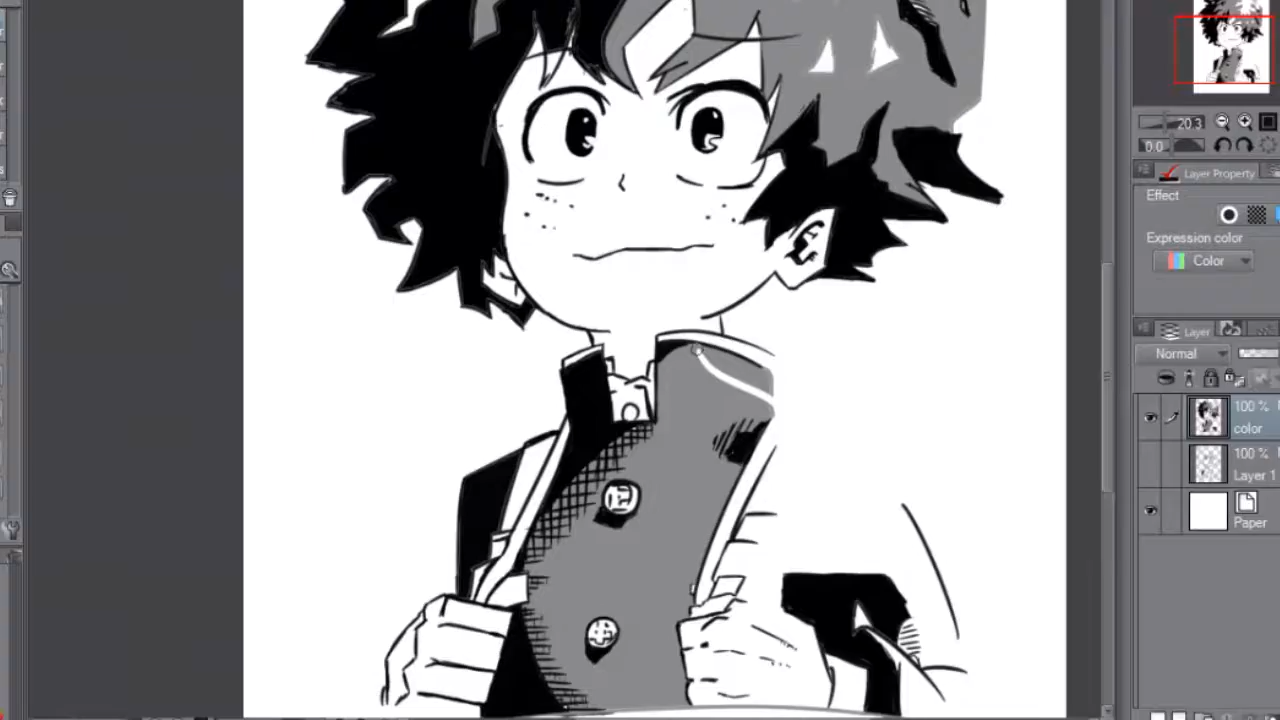 20.3
0.0
Layer Property
Effect
Expression color
Color
Layer
Normal
100 %
color
100 %
Layer 1
Paper